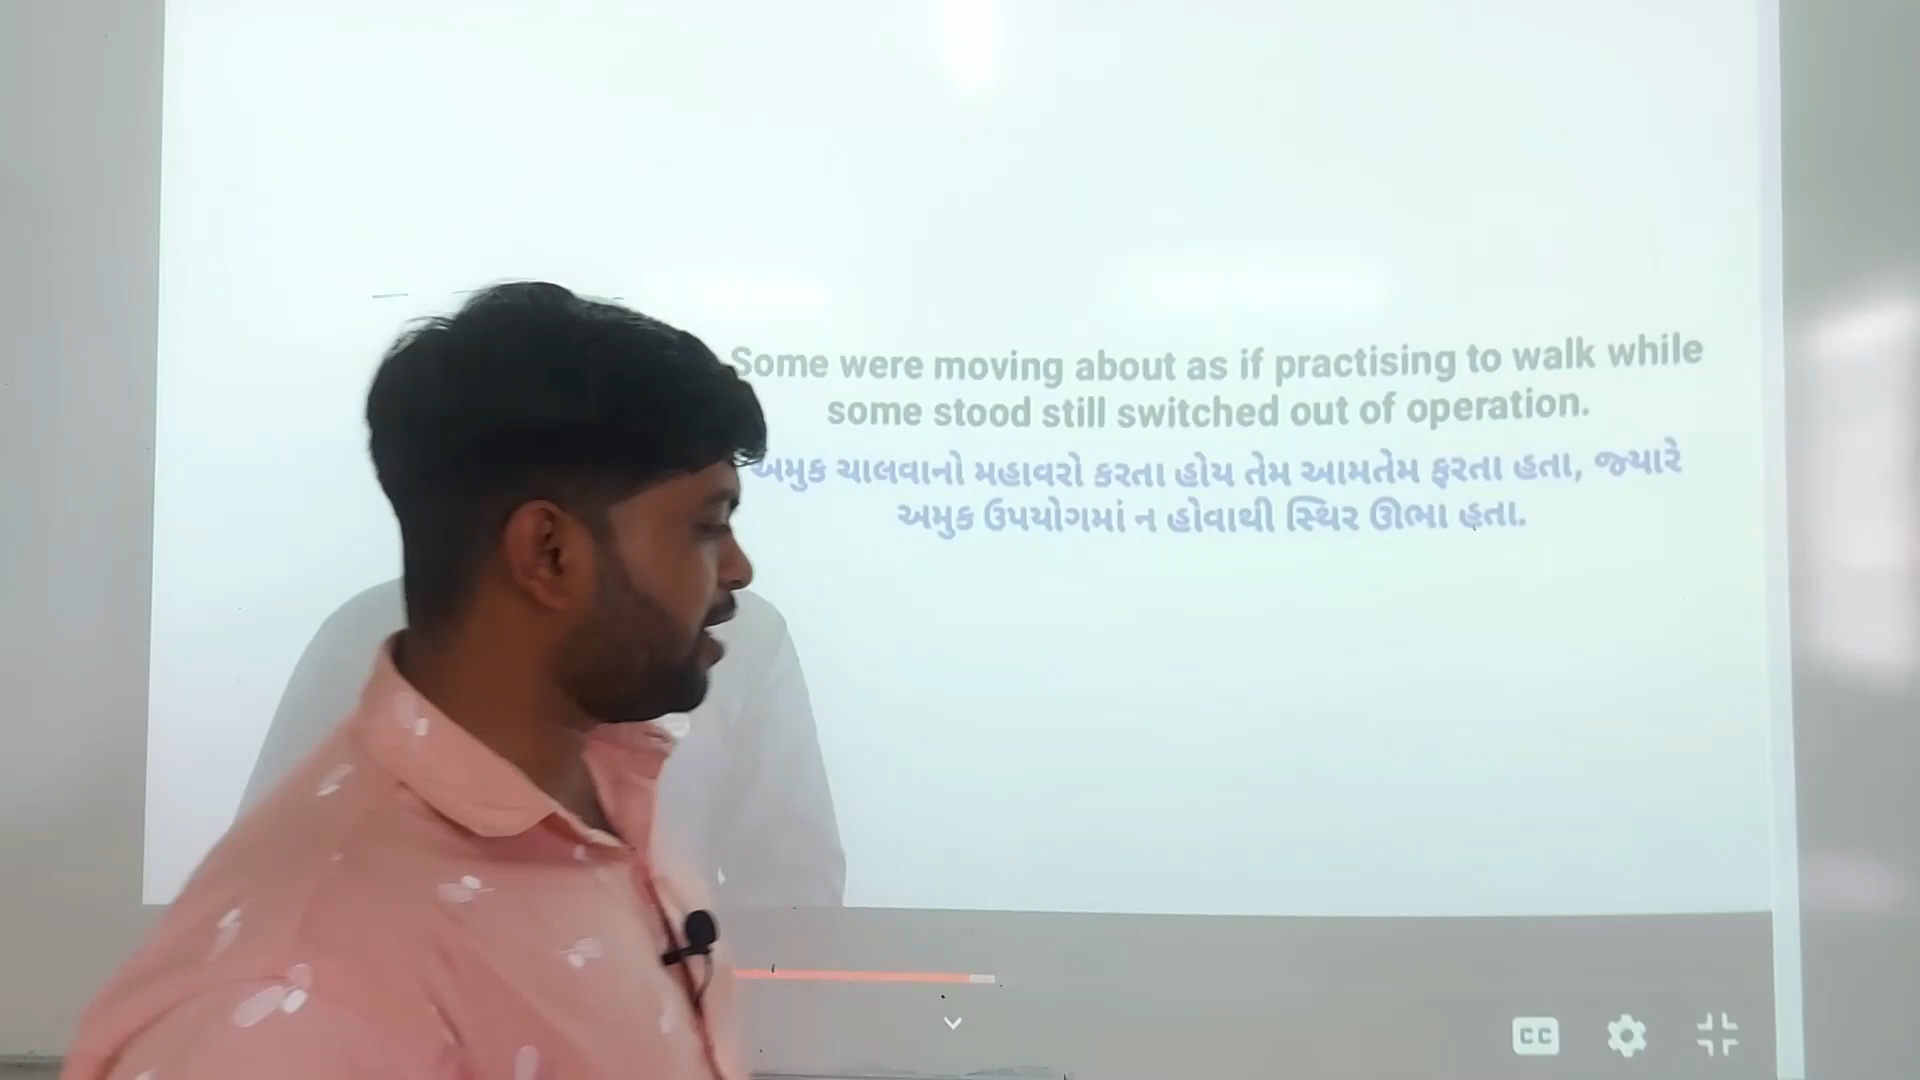 Some were moving about as if practising to walk while
some stood still switched out of operation.
અમુક ચાલવાનો મહાવરો કરતા હોય તેમ આમતેમ ફરતા હતા, જ્યારે
અમુક ઉપયોગમાં ન હોવાથી સ્થિર ઊભા હતા.
CC